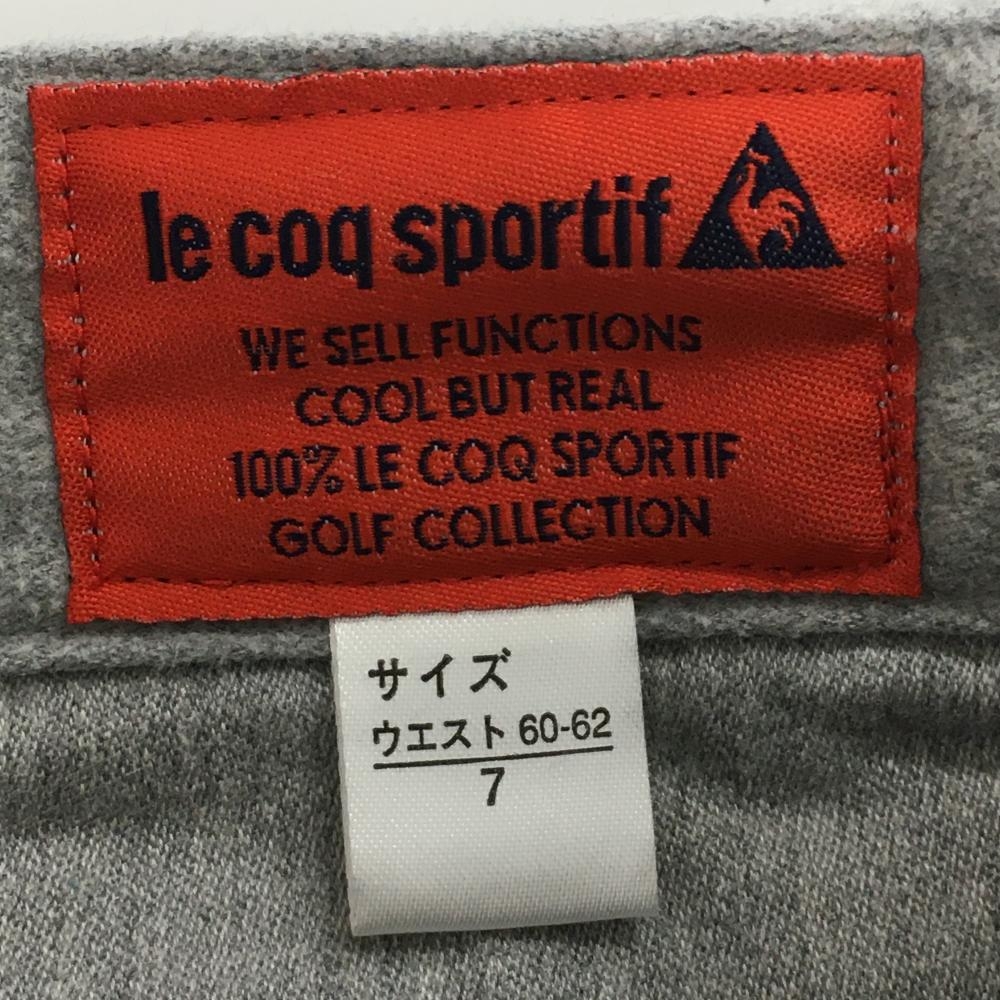 le coq sportif
WE SELL FUNCTIONS
COOL BUT REAL
100% LE COQ SPORTIF
GOLF COLLECTION
サイズ
ウエスト 60-62
7